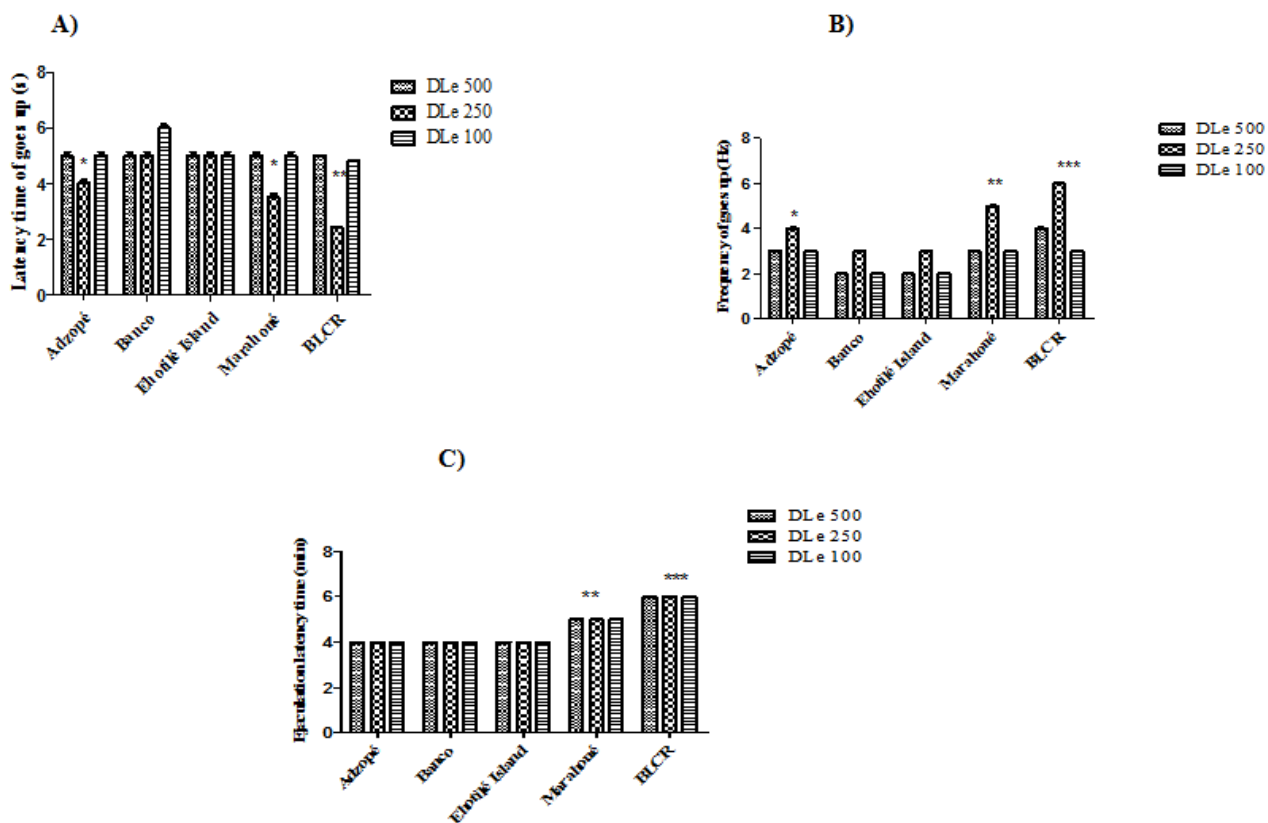 A)
Latency time of goes up (s)
8
6
4
2
0
*
*
**
DLe 500
DLe 250
DLe 100
Adzopé
Banco
Ehotilé Island
Marahoué
BLCR
B)
Frequency of goes up (Hz)
8
6
4
2
0
*
**
***
DLe 500
DLe 250
DLe 100
Adzopé
Banco
Ehotilé Island
Marahoué
BLCR
C)
Ejaculation latency time (min)
8
6
4
2
0
**
***
DLe 500
DLe 250
DLe 100
Adzopé
Banco
Ehotilé Island
Marahoué
BLCR